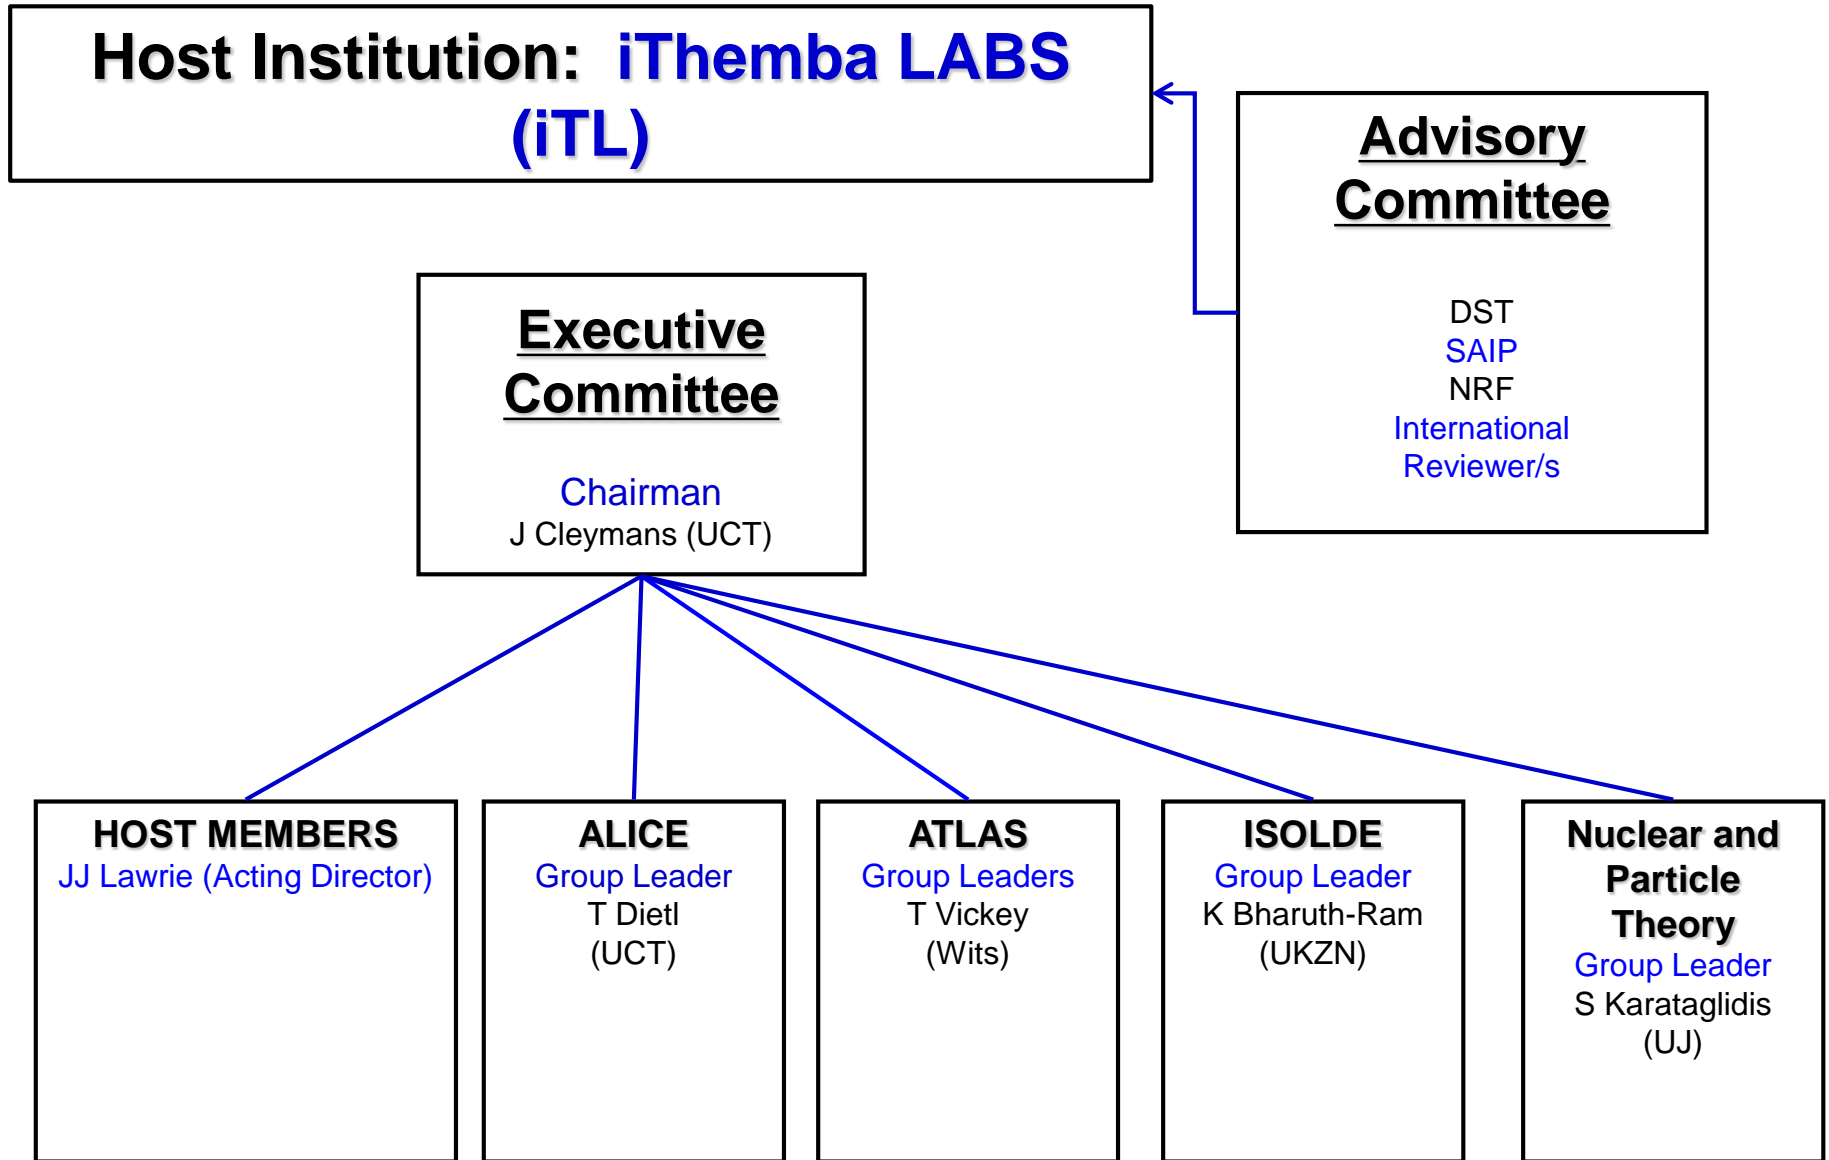 Host Institution: iThemba LABS
(iTL)
Advisory
Committee
DST
SAIP
NRF
International
Reviewer/s
Executive
Committee
Chairman
J Cleymans (UCT)
HOST MEMBERS
JJ Lawrie (Acting Director)
ALICE
Group Leader
T Dietl
(UCT)
ATLAS
Group Leaders
T Vickey
(Wits)
ISOLDE
Group Leader
K Bharuth-Ram
(UKZN)
Nuclear and
Particle
Theory
Group Leader
S Karataglidis
(UJ)